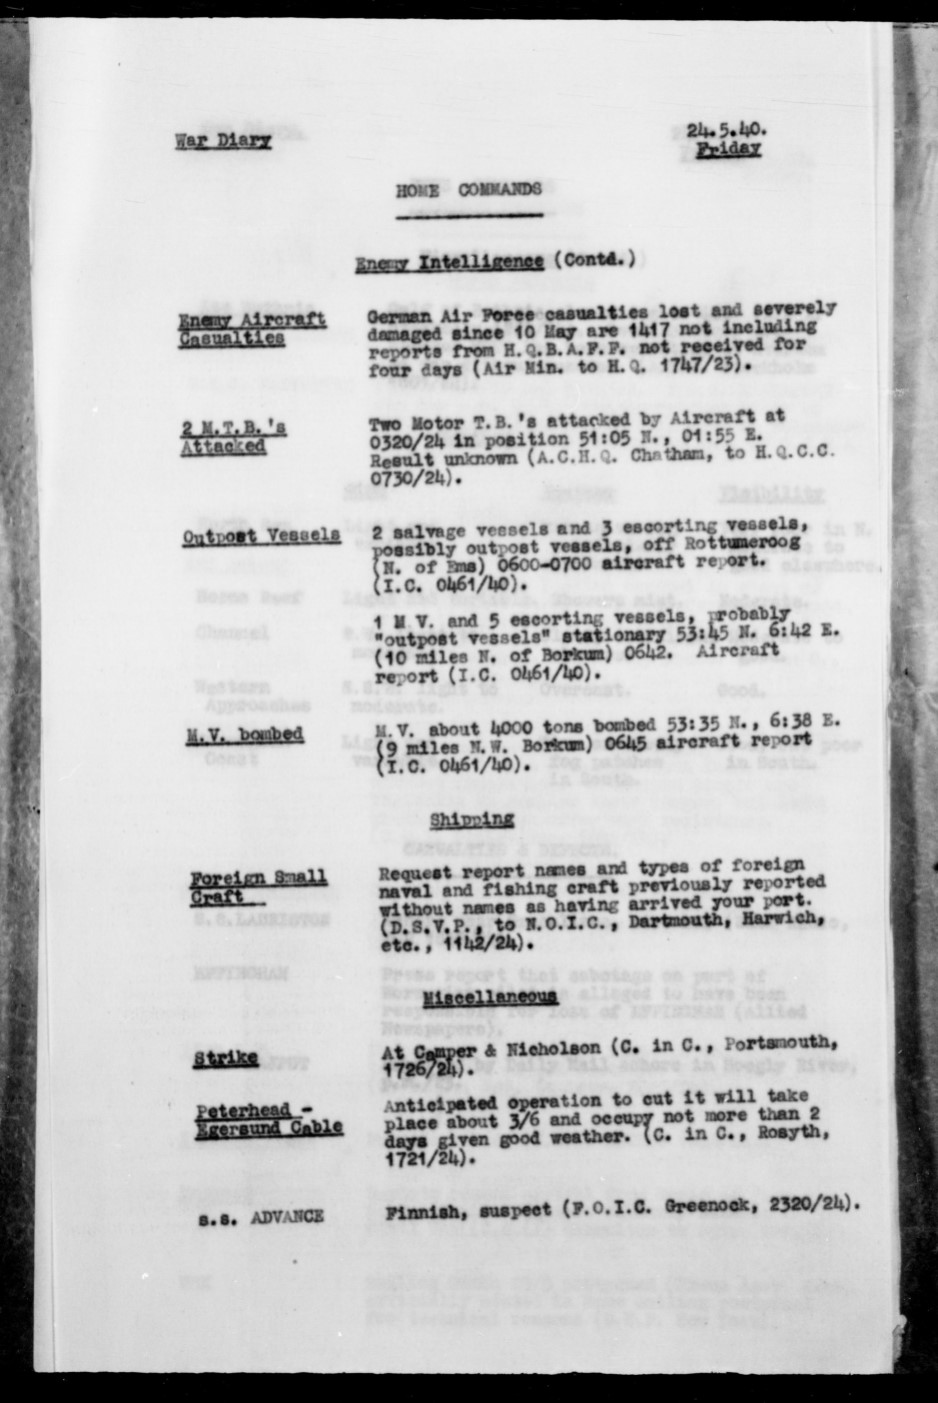 War Diary
24.5.40.
Friday
HOME COMMANDS
Enemy Intelligence (Contd.)
Enemy Aircraft
Casualties
German Air Force casualties lost and severely
damaged since 10 May are 1417 not including
reports from H.Q.B.A.F.F. not received for
four days (Air Min. to H.Q. 1747/23).
2 M.T.B.'s
Attacked
Two Motor T.B.'s attacked by Aircraft at
0320/24 in position 51:05 N., 01:55 E.
Result unknown (A.C.H.Q. Chatham, to H.Q.C.C.
0730/24).
Outpost Vessels
2 salvage vessels and 3 escorting vessels,
possibly outpost vessels, off Rottumeroog
(N. of Ems) 0600-0700 aircraft report.
(I.C. 0461/40).
1 M V. and 5 escorting vessels, probably
"outpost vessels" stationary 53:45 N. 6:42 E.
(10 miles N. of Borkum) 0642. Aircraft
report (I.C. 0461/40).
M.V. bombed
M.V. about 4000 tons bombed 53:35 N., 6:38 E.
(9 miles N.W. Borkum) 0645 aircraft report
(I.C. 0461/40).
Shipping
Foreign Small
Craft
Request report names and types of foreign
naval and fishing craft previously reported
without names as having arrived your port.
(D.S.V.P., to N.O.I.C., Dartmouth, Harwich,
etc., 1142/24).
Miscellaneous
Strike
At Camper & Nicholson (C. in C., Portsmouth,
1726/24).
Peterhead -
Egersund Cable
Anticipated operation to cut it will take
place about 3/6 and occupy not more than 2
days given good weather. (C. in C., Rosyth,
1721/24).
s.s. ADVANCE
Finnish, suspect (F.O.I.C. Greenock, 2320/24).